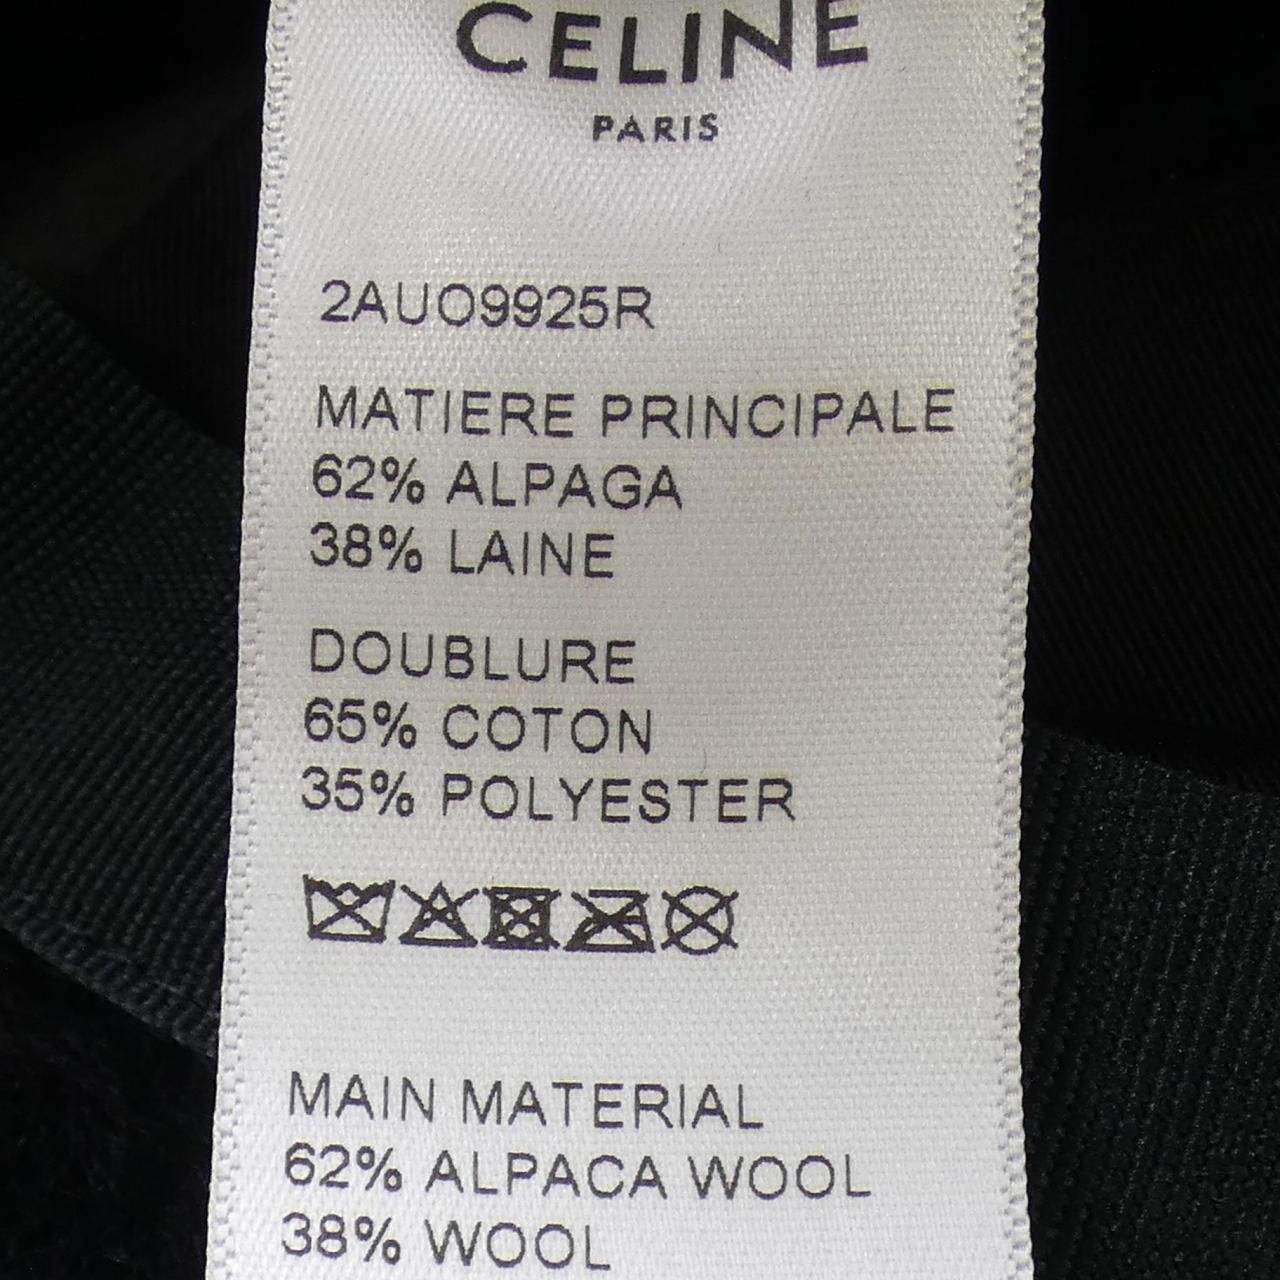 CELINE
PARIS
2AUO9925R
MATIERE PRINCIPALE
62% ALPAGA
38% LAINE
DOUBLURE
65% COTON
35% POLYESTER
MAIN MATERIAL
62% ALPACA WOOL
38% WOOL